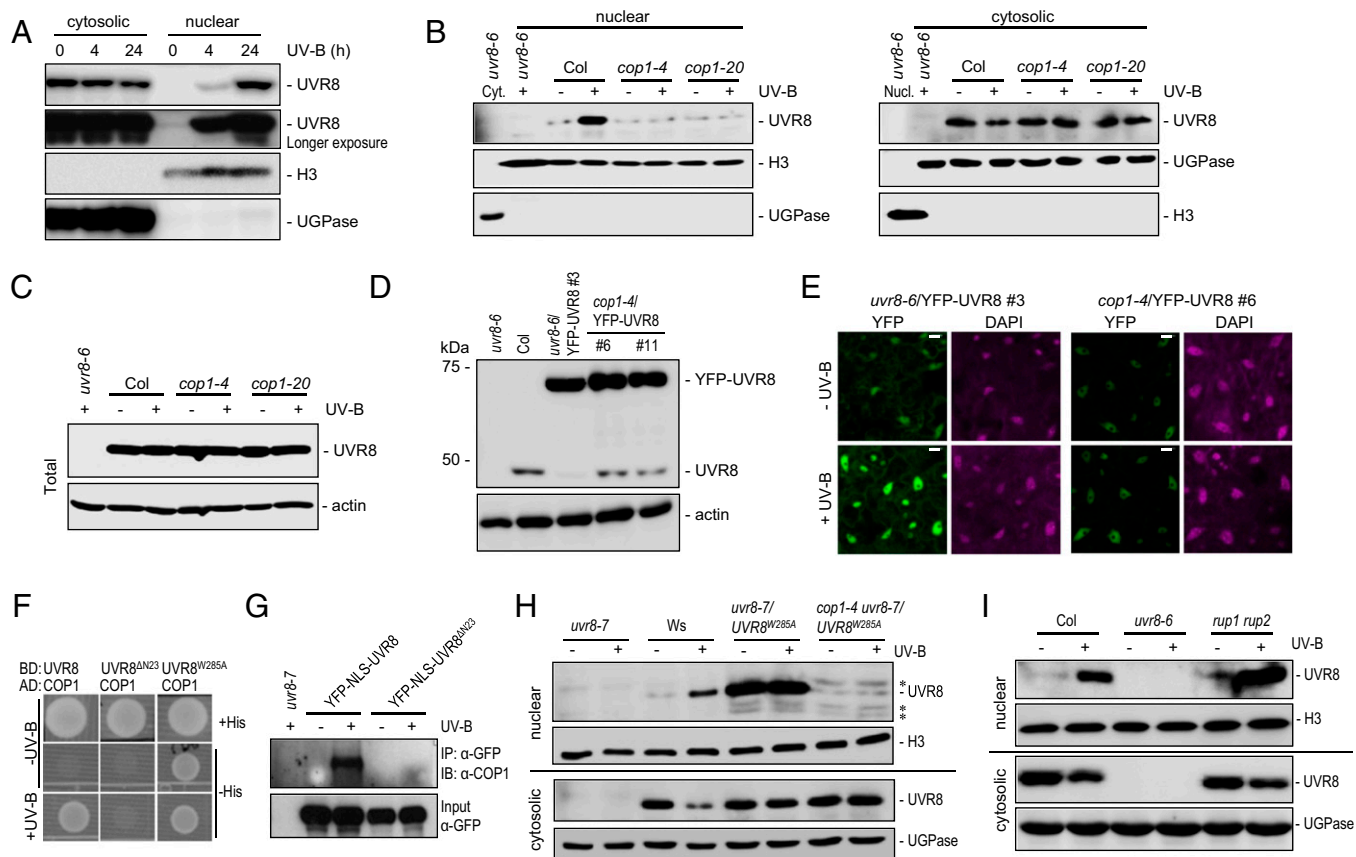 A
cytosolic nuclear
0 4 24 0 4 24 UV-B (h)
- UVR8
- UVR8
Longer exposure
- H3
- UGPase
B
nuclear
uvr8-6 uvr8-6 Col cop1-4 cop1-20
Cyt. + - + - + - + UV-B
- UVR8
- H3
- UGPase
cytosolic
uvr8-6 uvr8-6 Col cop1-4 cop1-20
Nucl. + - + - + - + UV-B
- UVR8
- UGPase
- H3
C
uvr8-6 Col cop1-4 cop1-20
+ - + - + - + UV-B
Total
- UVR8
- actin
D
uvr8-6 Col uvr8-6/ YFP-UVR8 #3 cop1-4/ YFP-UVR8
#6 #11
kDa
75 -
- YFP-UVR8
50 -
- UVR8
- actin
E
uvr8-6/YFP-UVR8 #3 cop1-4/YFP-UVR8 #6
YFP DAPI YFP DAPI
- UV-B
+ UV-B
F
BD: UVR8 UVR8ΔN23 UVR8W285A
AD: COP1 COP1 COP1
-UV-B
+His
-His
+UV-B
G
uvr8-7 YFP-NLS-UVR8 YFP-NLS-UVR8ΔN23
+ - + - + UV-B
IP: α-GFP
IB: α-COP1
Input
α-GFP
H
uvr8-7 Ws uvr8-7/ UVR8W285A cop1-4 uvr8-7/ UVR8W285A
- + - + - + - + UV-B
nuclear
*
- UVR8
*
*
- H3
cytosolic
- UVR8
- UGPase
I
Col uvr8-6 rup1 rup2
- + - + - + UV-B
nuclear
- UVR8
- H3
cytosolic
- UVR8
- UGPase